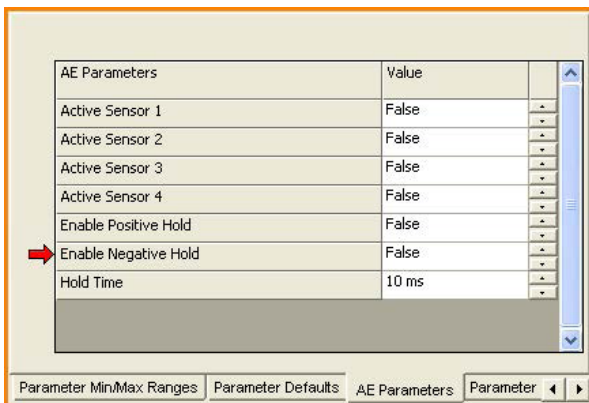 AE Parameters Value
Active Sensor 1 False
Active Sensor 2 False
Active Sensor 3 False
Active Sensor 4 False
Enable Positive Hold False
Enable Negative Hold False
Hold Time 10 ms
Parameter Min/Max Ranges Parameter Defaults AE Parameters Parameter